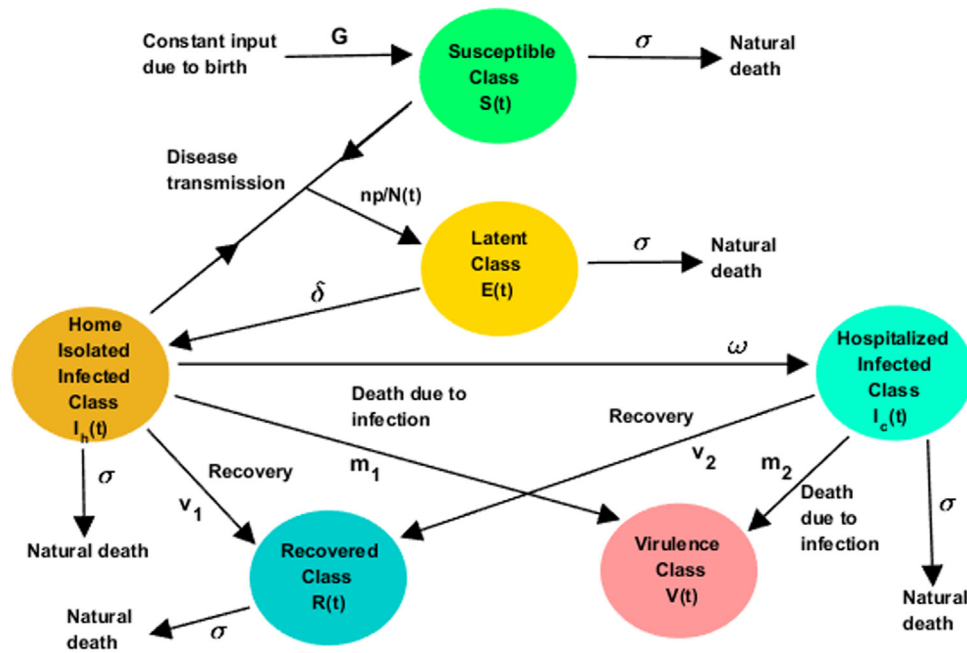 Constant input
due to birth
G
Susceptible
Class
S(t)
σ
Natural
death
Disease
transmission
np/N(t)
Latent
Class
E(t)
σ
Natural
death
δ
Home
Isolated
Infected
Class
I_h(t)
ω
Hospitalized
Infected
Class
I_c(t)
Death due to
infection
Recovery
v_2
m_2
m_1
Recovery
v_1
σ
Natural death
Death
due to
infection
σ
Natural
death
Recovered
Class
R(t)
Virulence
Class
V(t)
σ
Natural
death